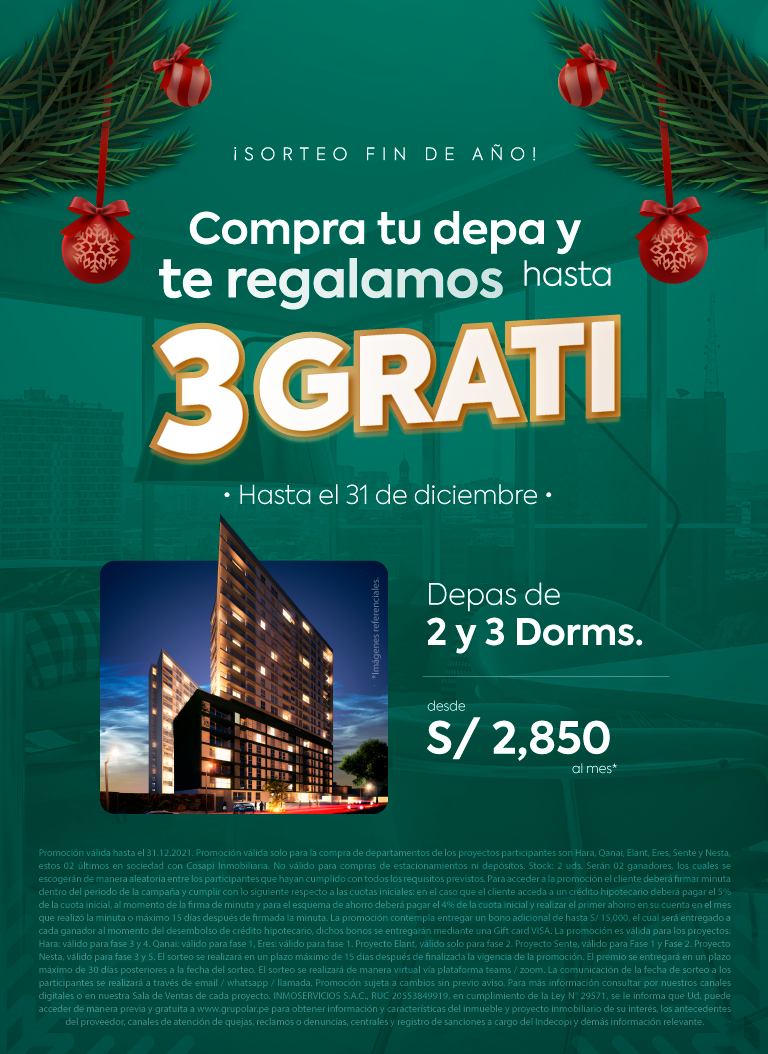 ¡SORTEO FIN DE AÑO!
Compra tu depa y
te regalamos hasta
3 GRATI
• Hasta el 31 de diciembre •
*Imágenes referenciales.
Depas de
2 y 3 Dorms.
desde
S/ 2,850
al mes*
Promoción válida hasta el 31.12.2021. Promoción válida solo para la compra de departamentos de los proyectos participantes son Hara, Qanai, Elant, Eres, Sente y Nesta,
estos 02 últimos en sociedad con Cosapi Inmobiliaria. No válido para compras de estacionamientos ni depósitos. Stock: 2 uds. Serán 02 ganadores, los cuales se
escogerán de manera aleatoria entre los participantes que hayan cumplido con todos los requisitos previstos. Para acceder a la promoción el cliente deberá firmar minuta
dentro del periodo de la campaña y cumplir con lo siguiente respecto a las cuotas iniciales: en el caso que el cliente acceda a un crédito hipotecario deberá pagar el 5%
de la cuota inicial, al momento de la firma de minuta y para el esquema de ahorro deberá pagar el 4% de la cuota inicial y realizar el primer ahorro en su cuenta en el mes
que realizó la minuta o máximo 15 días después de firmada la minuta. La promoción contempla entregar un bono adicional de hasta S/ 15,000, el cual será entregado a
cada ganador al momento del desembolso de crédito hipotecario, dichos bonos se entregarán mediante una Gift card VISA. La promoción es válida para los proyectos:
Hara: válido para fase 3 y 4. Qanai: válido para fase 1, Eres: válido para fase 1. Proyecto Elant, válido solo para fase 2. Proyecto Sente, válido para Fase 1 y Fase 2. Proyecto
Nesta, válido para fase 3 y 5. El sorteo se realizará en un plazo máximo de 15 días después de finalizada la vigencia de la promoción. El premio se entregará en un plazo
máximo de 30 días posteriores a la fecha del sorteo. El sorteo se realizará de manera virtual vía plataforma teams / zoom. La comunicación de la fecha de sorteo a los
participantes se realizará a través de email / whatsapp / llamada. Promoción sujeta a cambios sin previo aviso. Para más información consultar por nuestros canales
digitales o en nuestra Sala de Ventas de cada proyecto. INMOSERVICIOS S.A.C., RUC 20553849919, en cumplimiento de la Ley N° 29571, se le informa que Ud. puede
acceder de manera previa y gratuita a www.grupolar.pe para obtener información y características del inmueble y proyecto inmobiliario de su interés, los antecedentes
del proveedor, canales de atención de quejas, reclamos o denuncias, centrales y registro de sanciones a cargo del Indecopi y demás información relevante.